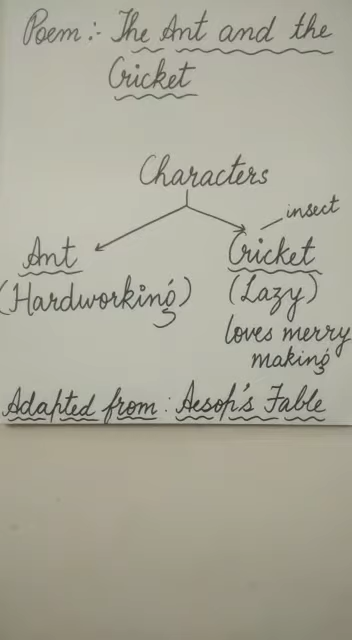 Poem :- The Ant and the
Cricket
Characters
insect
Ant
Cricket
(Hardworking)
(Lazy)
loves merry
making
Adapted from : Aesop's Fable